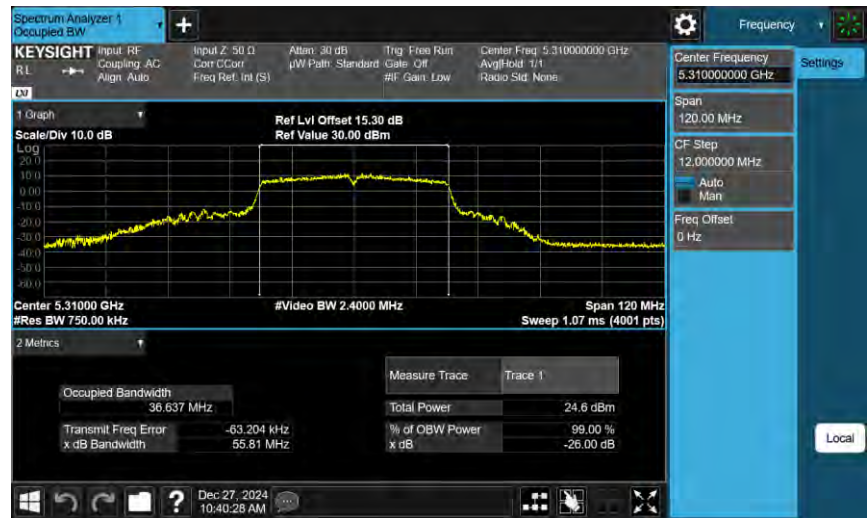 Spectrum Analyzer 1
Occupied BW
Frequency
KEYSIGHT
RL
LXI
Input: RF
Coupling: AC
Align: Auto
Input Z: 50 Ω
Corr CCorr
Freq Ref: Int (S)
Atten: 30 dB
µW Path: Standard
Trig: Free Run
Gate: Off
#IF Gain: Low
Center Freq: 5.310000000 GHz
Avg|Hold: 1/1
Radio Std: None
Center Frequency
5.310000000 GHz
Settings
Span
120.00 MHz
CF Step
12.000000 MHz
Auto
Man
Freq Offset
0 Hz
Local
1 Graph
Scale/Div 10.0 dB
Ref Lvl Offset 15.30 dB
Ref Value 30.00 dBm
Log
20.0
10.0
0.00
-10.0
-20.0
-30.0
-40.0
-50.0
-60.0
Center 5.31000 GHz
#Video BW 2.4000 MHz
Span 120 MHz
#Res BW 750.00 kHz
Sweep 1.07 ms (4001 pts)
2 Metrics
Measure Trace
Trace 1
Occupied Bandwidth
36.637 MHz
Total Power
24.6 dBm
Transmit Freq Error
-63.204 kHz
% of OBW Power
99.00 %
x dB Bandwidth
55.81 MHz
x dB
-26.00 dB
?
Dec 27, 2024
10:40:28 AM